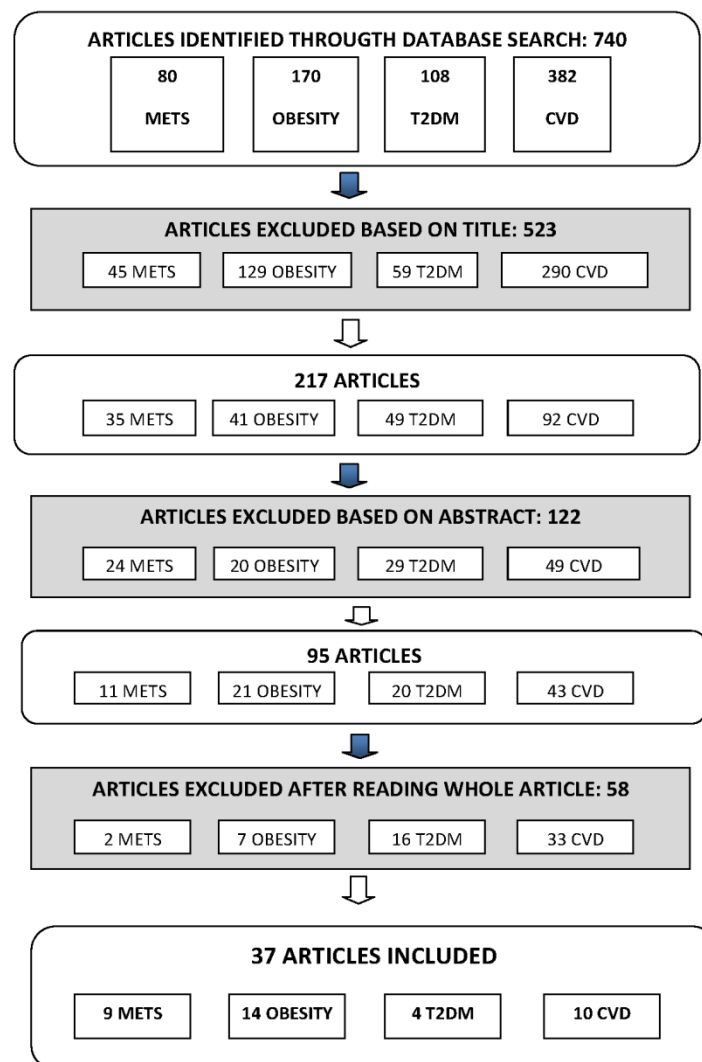 ARTICLES IDENTIFIED THROUGTH DATABASE SEARCH: 740
80 170 108 382
METS OBESITY T2DM CVD
ARTICLES EXCLUDED BASED ON TITLE: 523
45 METS 129 OBESITY 59 T2DM 290 CVD
217 ARTICLES
35 METS 41 OBESITY 49 T2DM 92 CVD
ARTICLES EXCLUDED BASED ON ABSTRACT: 122
24 METS 20 OBESITY 29 T2DM 49 CVD
95 ARTICLES
11 METS 21 OBESITY 20 T2DM 43 CVD
ARTICLES EXCLUDED AFTER READING WHOLE ARTICLE: 58
2 METS 7 OBESITY 16 T2DM 33 CVD
37 ARTICLES INCLUDED
9 METS 14 OBESITY 4 T2DM 10 CVD